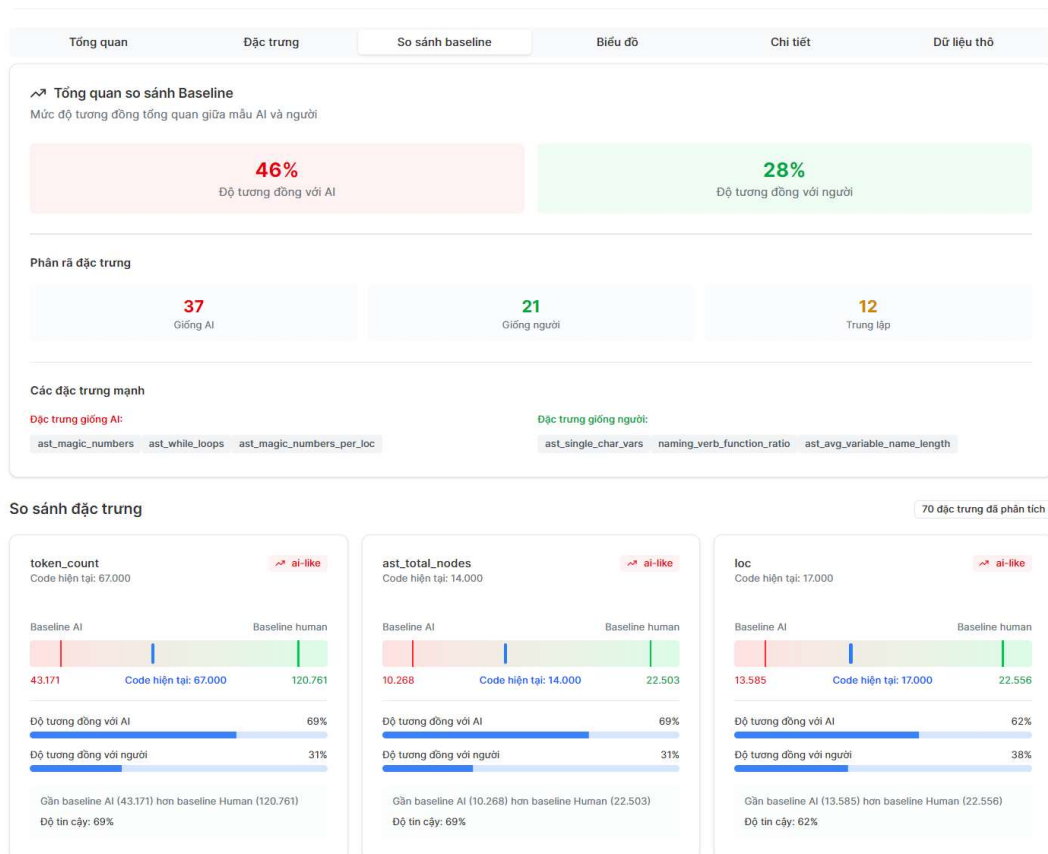 Tổng quan
Đặc trưng
So sánh baseline
Biểu đồ
Chi tiết
Dữ liệu thô
Tổng quan so sánh Baseline
Mức độ tương đồng tổng quan giữa mẫu AI và người
46%
Độ tương đồng với AI
28%
Độ tương đồng với người
Phân rã đặc trưng
37
Giống AI
21
Giống người
12
Trung lập
Các đặc trưng mạnh
Đặc trưng giống AI:
ast_magic_numbers ast_while_loops ast_magic_numbers_per_loc
Đặc trưng giống người:
ast_single_char_vars naming_verb_function_ratio ast_avg_variable_name_length
So sánh đặc trưng
70 đặc trưng đã phân tích
token_count
ai-like
Code hiện tại: 67.000
Baseline AI
Baseline human
43.171
Code hiện tại: 67.000
120.761
Độ tương đồng với AI
69%
Độ tương đồng với người
31%
Gần baseline AI (43.171) hơn baseline Human (120.761)
Độ tin cậy: 69%
ast_total_nodes
ai-like
Code hiện tại: 14.000
Baseline AI
Baseline human
10.268
Code hiện tại: 14.000
22.503
Độ tương đồng với AI
69%
Độ tương đồng với người
31%
Gần baseline AI (10.268) hơn baseline Human (22.503)
Độ tin cậy: 69%
loc
ai-like
Code hiện tại: 17.000
Baseline AI
Baseline human
13.585
Code hiện tại: 17.000
22.556
Độ tương đồng với AI
62%
Độ tương đồng với người
38%
Gần baseline AI (13.585) hơn baseline Human (22.556)
Độ tin cậy: 62%